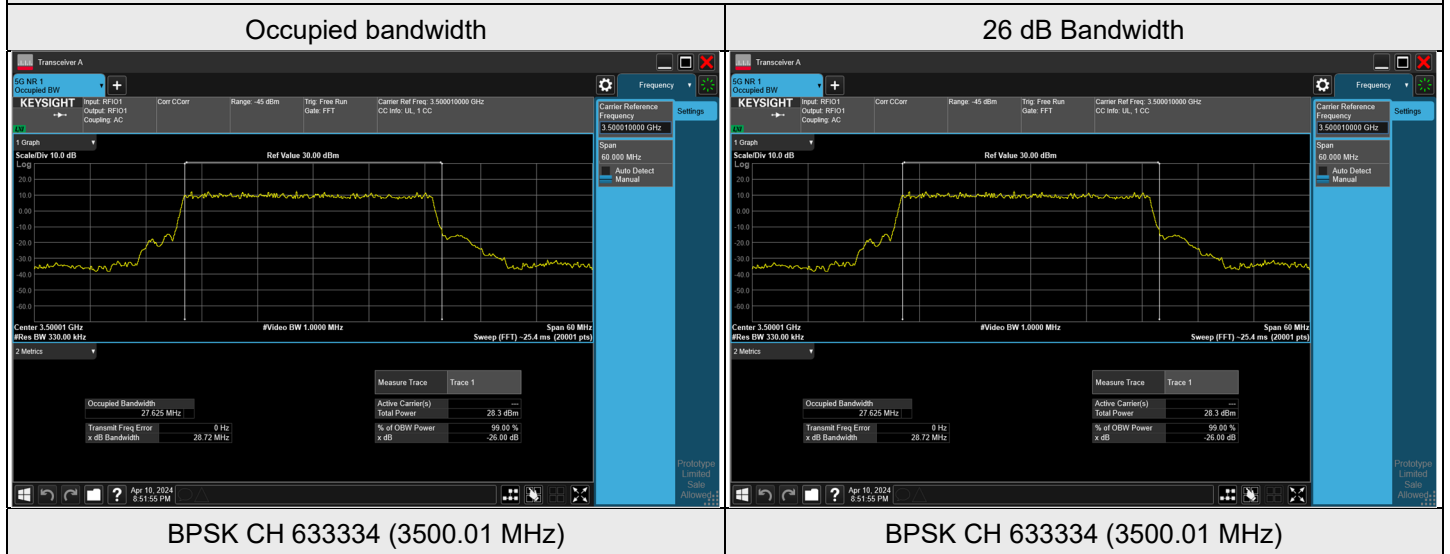 Occupied bandwidth
26 dB Bandwidth
Transceiver A
5G NR 1
Occupied BW
Frequency
KEYSIGHT
Input: RFIO1
Output: RFIO1
Coupling: AC
Corr CCorr
Range: -45 dBm
Trig: Free Run
Gate: FFT
Carrier Ref Freq: 3.500010000 GHz
CC Info: UL, 1 CC
LXI
Carrier Reference
Frequency
3.500010000 GHz
Settings
Span
60.000 MHz
Auto Detect
Manual
1 Graph
Scale/Div 10.0 dB
Ref Value 30.00 dBm
Log
20.0
10.0
0.00
-10.0
-20.0
-30.0
-40.0
-50.0
-60.0
Center 3.50001 GHz
#Video BW 1.0000 MHz
Span 60 MHz
#Res BW 330.00 kHz
Sweep (FFT) ~25.4 ms (20001 pts)
2 Metrics
Measure Trace Trace 1
Occupied Bandwidth
27.625 MHz
Active Carrier(s) ---
Total Power 28.3 dBm
Transmit Freq Error 0 Hz
x dB Bandwidth 28.72 MHz
% of OBW Power 99.00 %
x dB -26.00 dB
Prototype
Limited
Sale
Allowed
Apr 10, 2024
8:51:55 PM
BPSK CH 633334 (3500.01 MHz)
Transceiver A
5G NR 1
Occupied BW
Frequency
KEYSIGHT
Input: RFIO1
Output: RFIO1
Coupling: AC
Corr CCorr
Range: -45 dBm
Trig: Free Run
Gate: FFT
Carrier Ref Freq: 3.500010000 GHz
CC Info: UL, 1 CC
LXI
Carrier Reference
Frequency
3.500010000 GHz
Settings
Span
60.000 MHz
Auto Detect
Manual
1 Graph
Scale/Div 10.0 dB
Ref Value 30.00 dBm
Log
20.0
10.0
0.00
-10.0
-20.0
-30.0
-40.0
-50.0
-60.0
Center 3.50001 GHz
#Video BW 1.0000 MHz
Span 60 MHz
#Res BW 330.00 kHz
Sweep (FFT) ~25.4 ms (20001 pts)
2 Metrics
Measure Trace Trace 1
Occupied Bandwidth
27.625 MHz
Active Carrier(s) ---
Total Power 28.3 dBm
Transmit Freq Error 0 Hz
x dB Bandwidth 28.72 MHz
% of OBW Power 99.00 %
x dB -26.00 dB
Prototype
Limited
Sale
Allowed
Apr 10, 2024
8:51:55 PM
BPSK CH 633334 (3500.01 MHz)